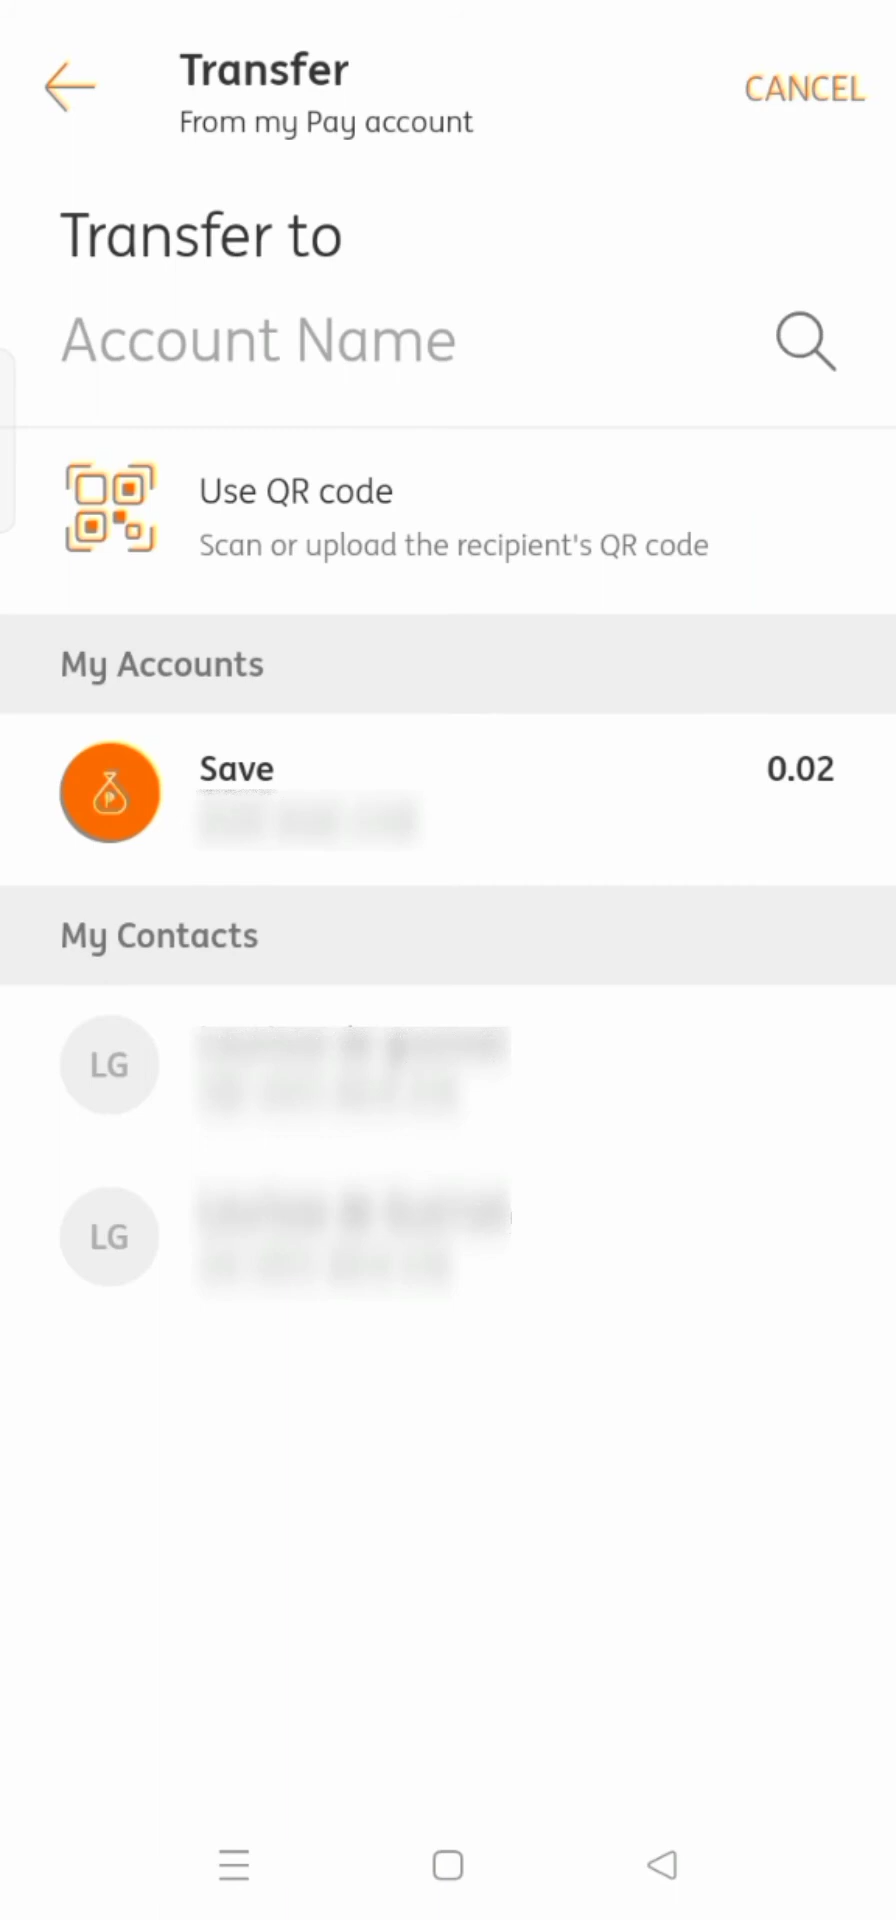 Transfer
From my Pay account
CANCEL
Transfer to
Account Name
Use QR code
Scan or upload the recipient's QR code
My Accounts
Save
0.02
My Contacts
LG
LG